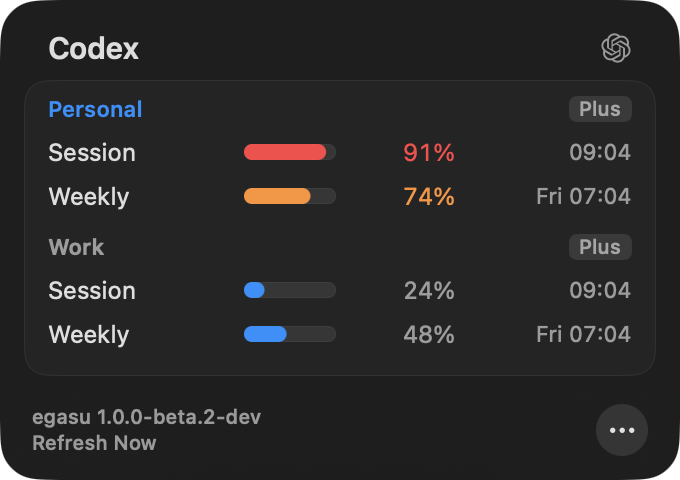 Codex
Personal Plus
Session 91% 09:04
Weekly 74% Fri 07:04
Work Plus
Session 24% 09:04
Weekly 48% Fri 07:04
egasu 1.0.0-beta.2-dev
Refresh Now